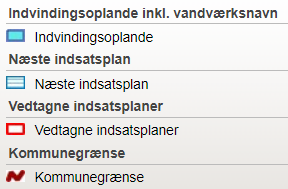 Indvindingsoplande inkl. vandværksnavn
Indvindingsoplande
Næste indsatsplan
Næste indsatsplan
Vedtagne indsatsplaner
Vedtagne indsatsplaner
Kommunegrænse
Kommunegrænse